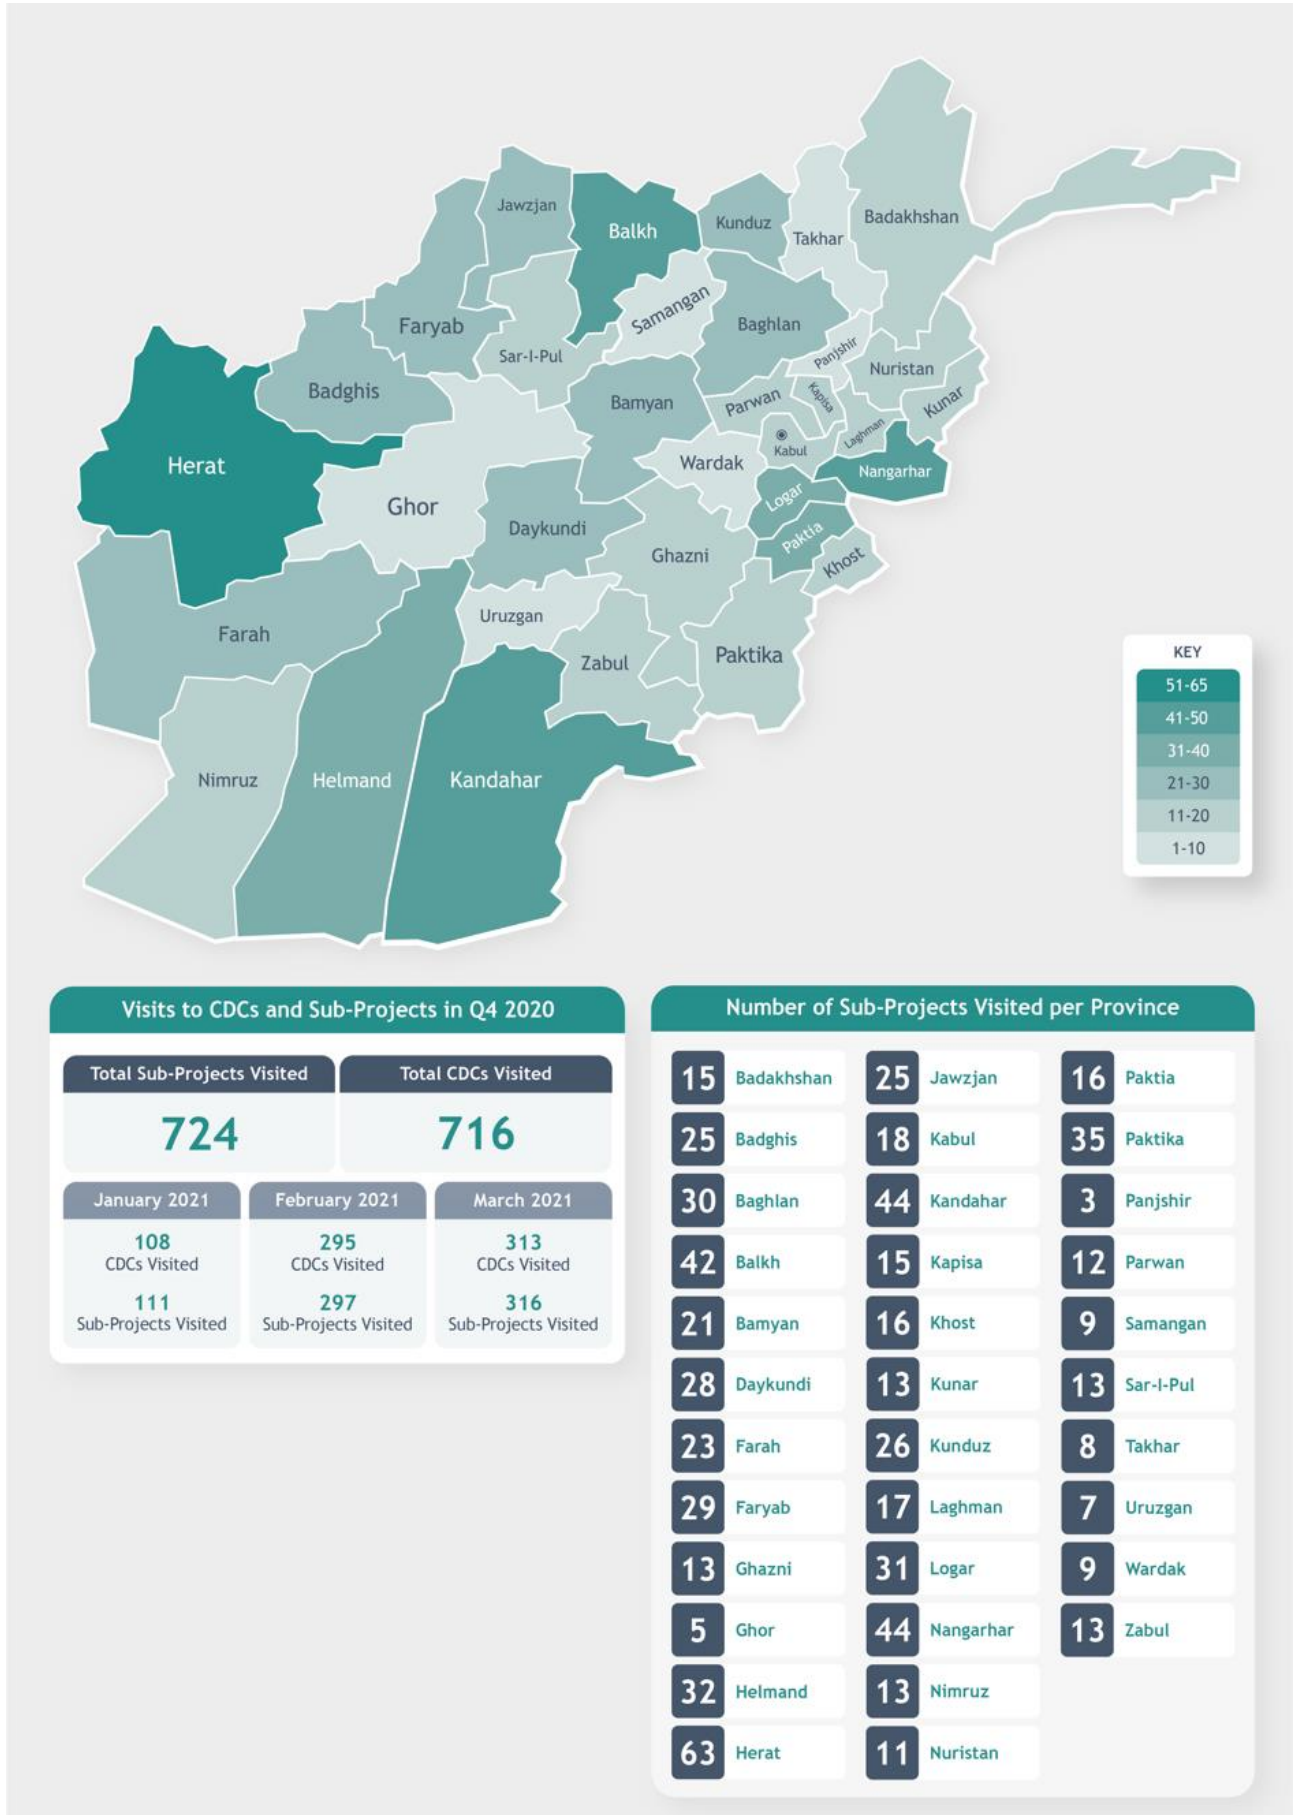 Jawzjan
Balkh
Kunduz
Takhar
Badakhshan
Samangan
Faryab
Sar-I-Pul
Baghlan
Panjshir
Nuristan
Badghis
Bamyan
Parwan
Kapisa
Kunar
Laghman
Kabul
Herat
Wardak
Nangarhar
Logar
Ghor
Daykundi
Paktia
Ghazni
Khost
Uruzgan
Farah
Zabul
Paktika
Nimruz
Helmand
Kandahar
KEY
51-65
41-50
31-40
21-30
11-20
1-10
Visits to CDCs and Sub-Projects in Q4 2020
Total Sub-Projects Visited
Total CDCs Visited
724
716
January 2021
February 2021
March 2021
108
CDCs Visited
295
CDCs Visited
313
CDCs Visited
111
Sub-Projects Visited
297
Sub-Projects Visited
316
Sub-Projects Visited
Number of Sub-Projects Visited per Province
15 Badakhshan
25 Badghis
30 Baghlan
42 Balkh
21 Bamyan
28 Daykundi
23 Farah
29 Faryab
13 Ghazni
5 Ghor
32 Helmand
63 Herat
25 Jawzjan
18 Kabul
44 Kandahar
15 Kapisa
16 Khost
13 Kunar
26 Kunduz
17 Laghman
31 Logar
44 Nangarhar
13 Nimruz
11 Nuristan
16 Paktia
35 Paktika
3 Panjshir
12 Parwan
9 Samangan
13 Sar-I-Pul
8 Takhar
7 Uruzgan
9 Wardak
13 Zabul